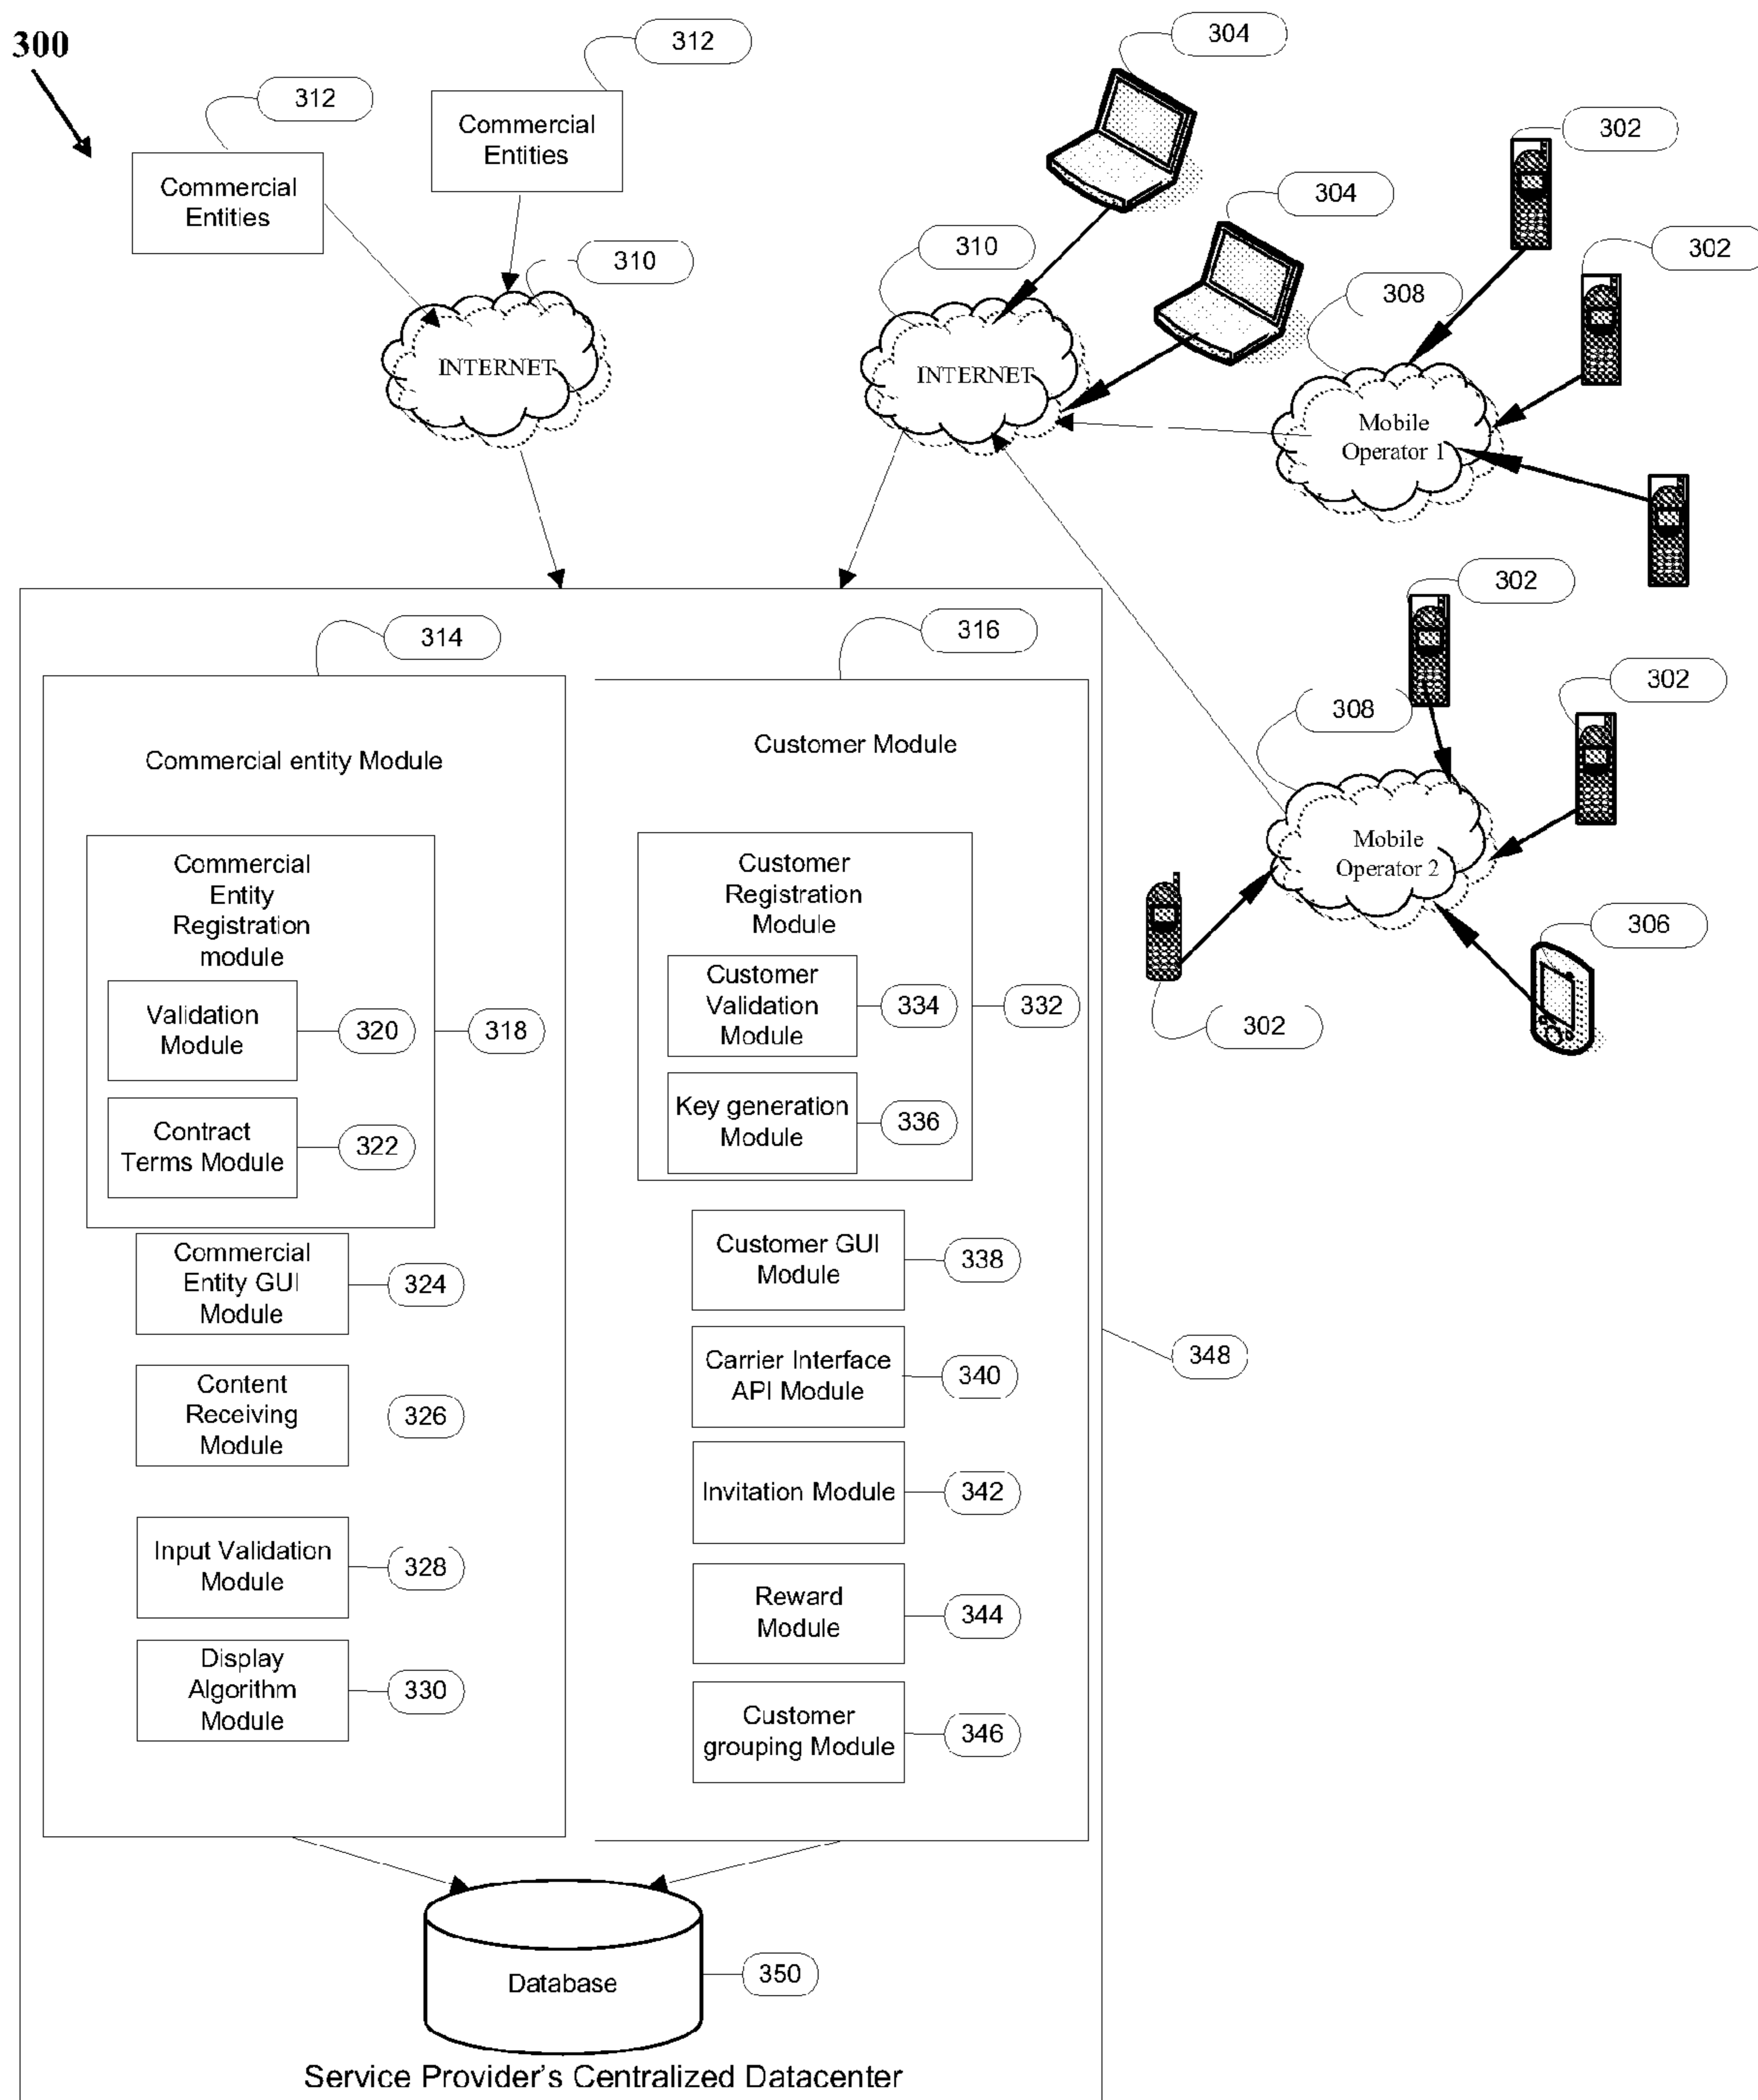 300
312
312
304
Commercial
Entities
Commercial
Entities
302
304
302
310
310
308
INTERNET
INTERNET
Mobile
Operator 1
302
314
316
302
308
Commercial entity Module
Customer Module
Mobile
Operator 2
306
302
Commercial
Entity
Registration
module
Validation
Module
320
318
Contract
Terms Module
322
Commercial
Entity GUI
Module
324
Content
Receiving
Module
326
Input Validation
Module
328
Display
Algorithm
Module
330
Customer
Registration
Module
Customer
Validation
Module
334
332
Key generation
Module
336
Customer GUI
Module
338
Carrier Interface
API Module
340
Invitation Module
342
Reward
Module
344
Customer
grouping Module
346
348
Database
350
Service Provider's Centralized Datacenter